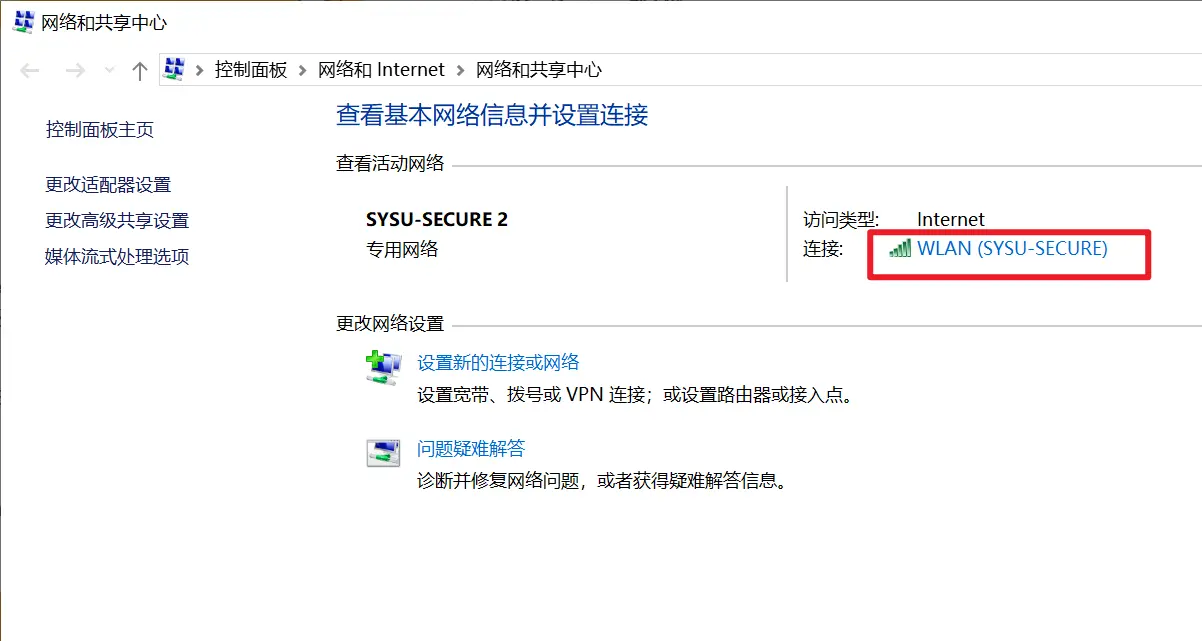 网络和共享中心
控制面板 > 网络和 Internet > 网络和共享中心
控制面板主页
更改适配器设置
更改高级共享设置
媒体流式处理选项
查看基本网络信息并设置连接
查看活动网络
SYSU-SECURE 2
专用网络
访问类型: Internet
连接: WLAN (SYSU-SECURE)
更改网络设置
设置新的连接或网络
设置宽带、拨号或 VPN 连接；或设置路由器或接入点。
问题疑难解答
诊断并修复网络问题，或者获得疑难解答信息。